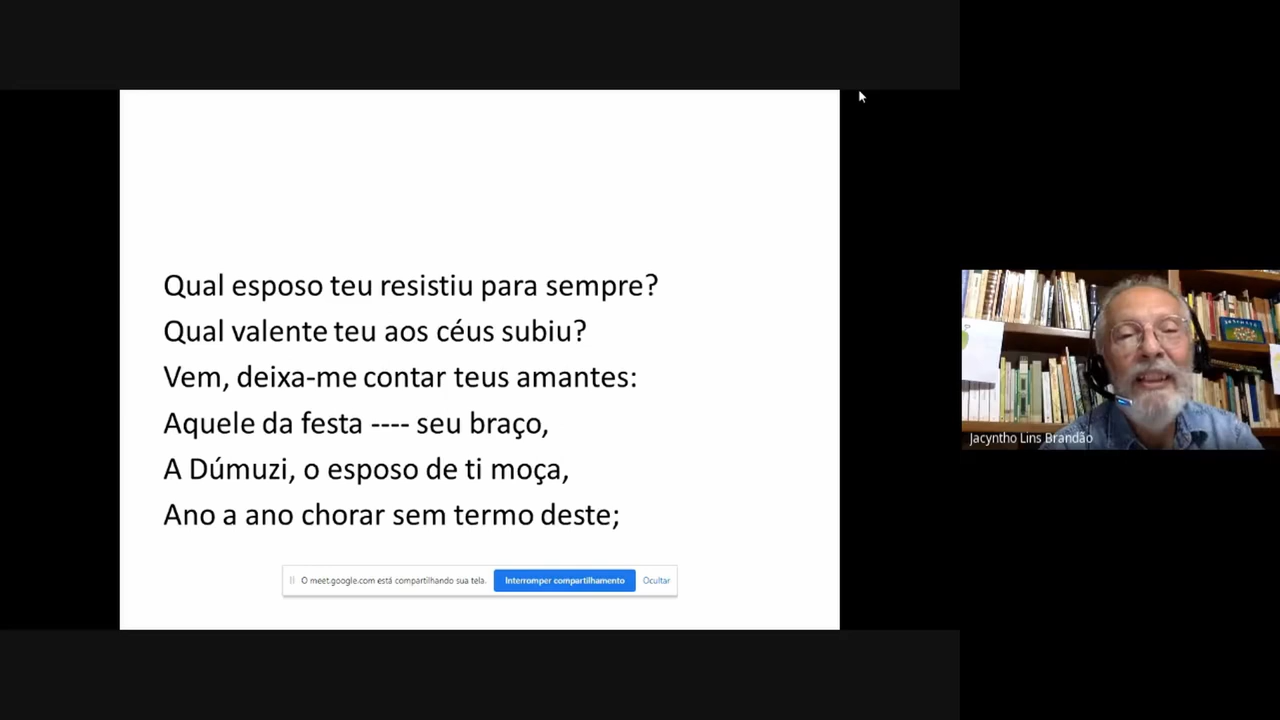 Qual esposo teu resistiu para sempre?
Qual valente teu aos céus subiu?
Vem, deixa-me contar teus amantes:
Aquele da festa ---- seu braço,
A Dúmuzi, o esposo de ti moça,
Ano a ano chorar sem termo deste;
O meet.google.com está compartilhando sua tela. Interromper compartilhamento Ocultar
Jacyntho Lins Brandão